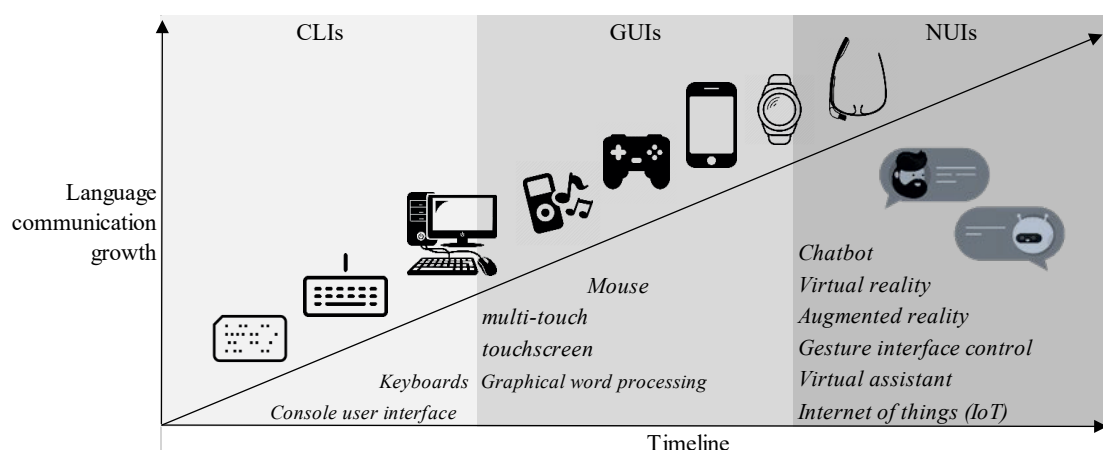 CLIs
GUIs
NUIs
Language
communication
growth
Keyboards
Console user interface
Mouse
multi-touch
touchscreen
Graphical word processing
Chatbot
Virtual reality
Augmented reality
Gesture interface control
Virtual assistant
Internet of things (IoT)
Timeline